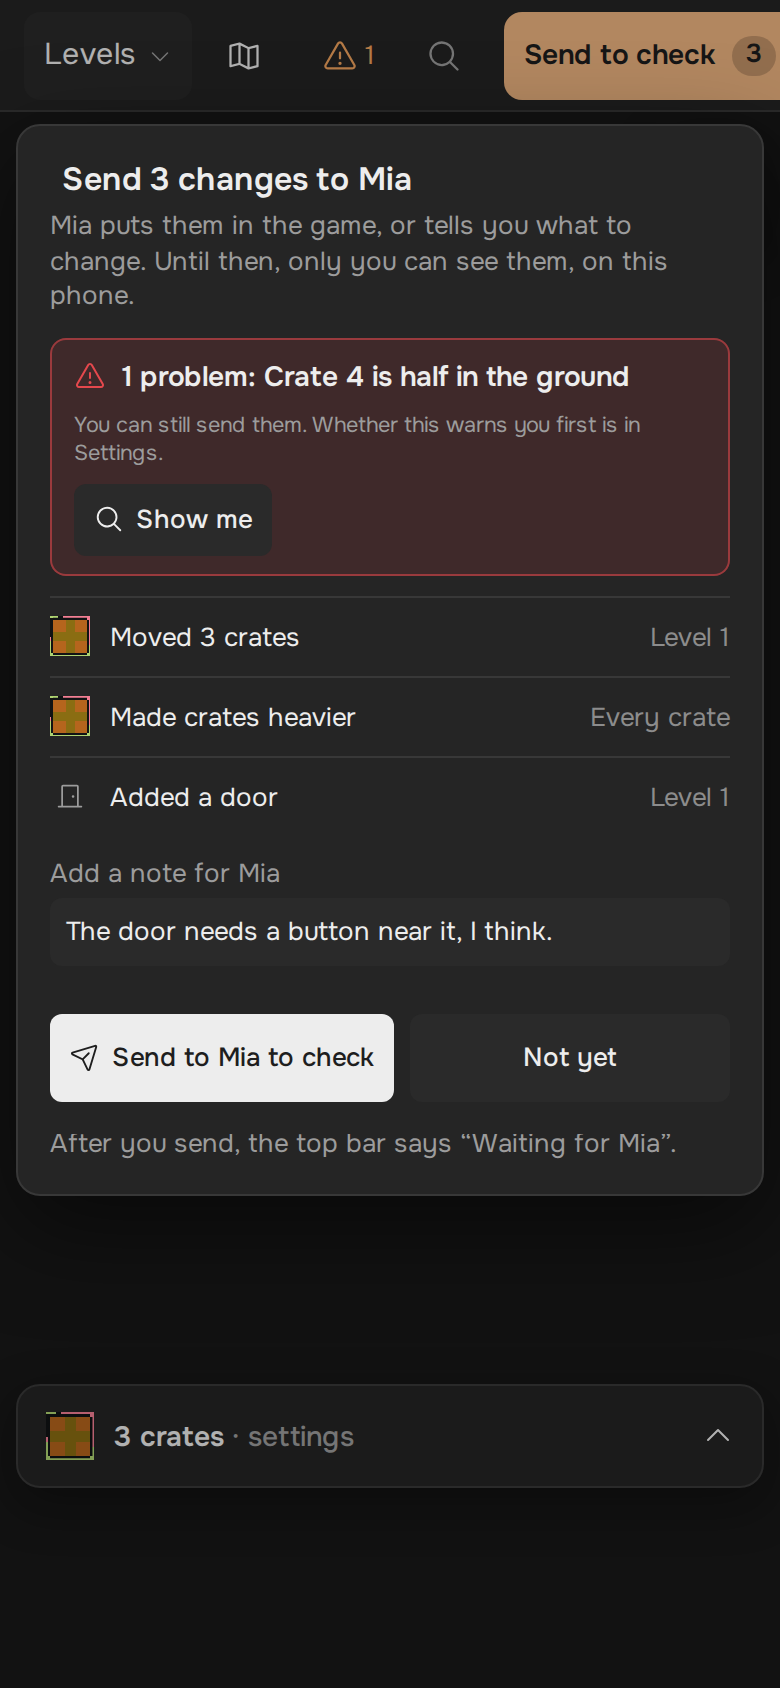 Levels
1
Send to check 3
Send 3 changes to Mia
Mia puts them in the game, or tells you what to
change. Until then, only you can see them, on this
phone.
1 problem: Crate 4 is half in the ground
You can still send them. Whether this warns you first is in
Settings.
Show me
Moved 3 crates Level 1
Made crates heavier Every crate
Added a door Level 1
Add a note for Mia
The door needs a button near it, I think.
Send to Mia to check
Not yet
After you send, the top bar says “Waiting for Mia”.
3 crates · settings